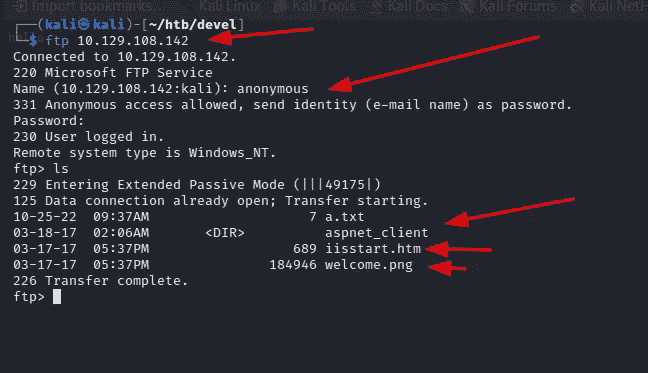 Import bookmarks... Kali Linux Kali Tools Kali Docs Kali Forums Kali Net
┌──(kali㉿kali)-[~/htb/devel]
└─$ ftp 10.129.108.142
Connected to 10.129.108.142.
220 Microsoft FTP Service
Name (10.129.108.142:kali): anonymous
331 Anonymous access allowed, send identity (e-mail name) as password.
Password:
230 User logged in.
Remote system type is Windows_NT.
ftp> ls
229 Entering Extended Passive Mode (|||49175|)
125 Data connection already open; Transfer starting.
10-25-22  09:37AM                    7 a.txt
03-18-17  02:06AM       <DIR>          aspnet_client
03-17-17  05:37PM                  689 iisstart.htm
03-17-17  05:37PM               184946 welcome.png
226 Transfer complete.
ftp>